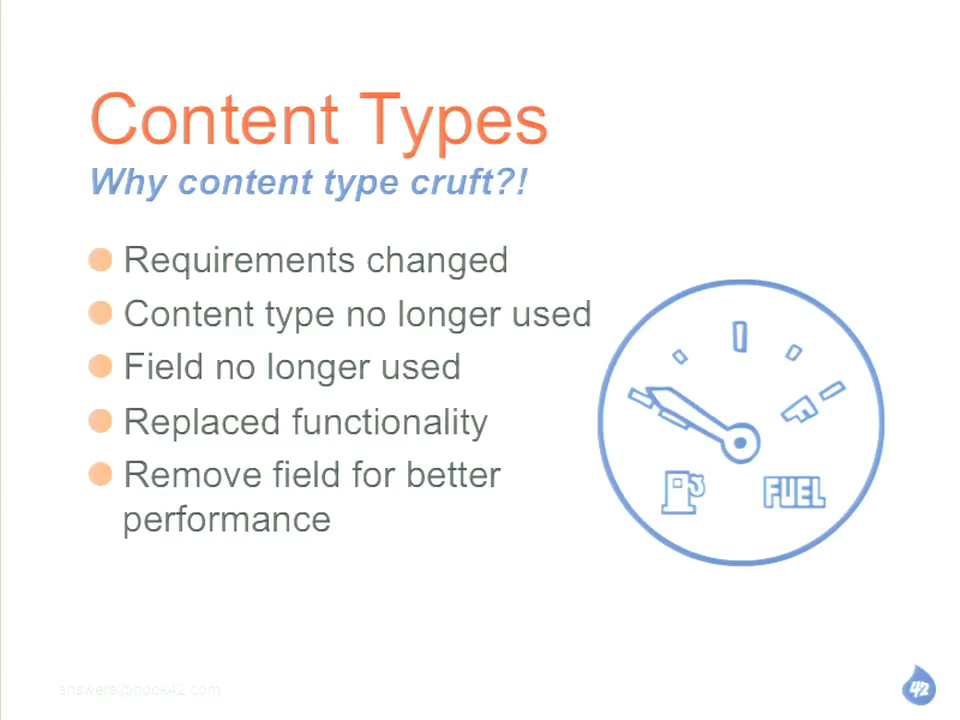 Content Types
Why content type cruft?!
Requirements changed
Content type no longer used
Field no longer used
Replaced functionality
Remove field for better
performance
F
FUEL
answers@hook42.com
42